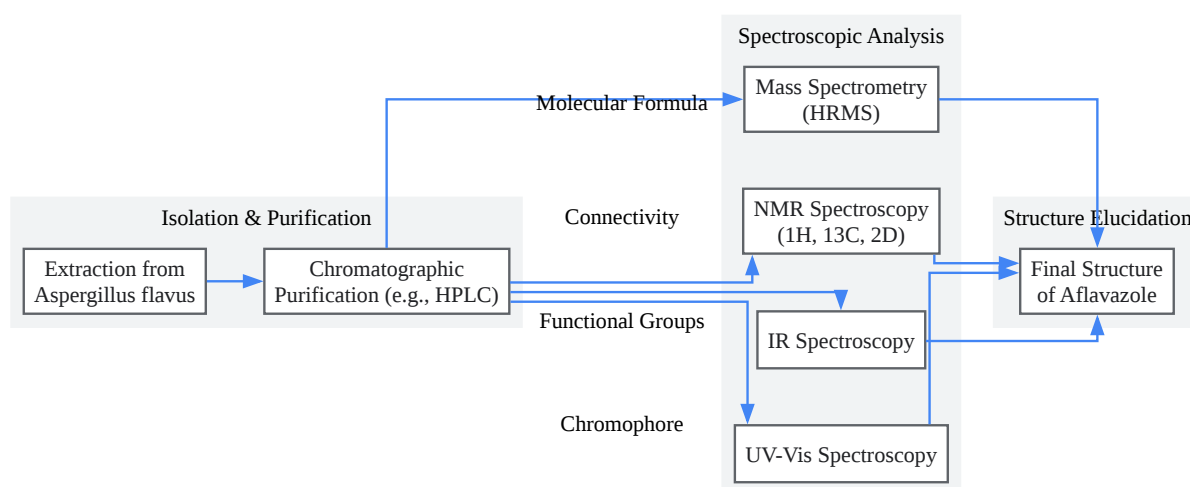 Spectroscopic Analysis
Mass Spectrometry
(HRMS)
Molecular Formula
Isolation & Purification
Connectivity
NMR Spectroscopy
(1H, 13C, 2D)
Structure Elucidation
Extraction from
Aspergillus flavus
Chromatographic
Purification (e.g., HPLC)
Final Structure
of Aflavazole
Functional Groups
IR Spectroscopy
Chromophore
UV-Vis Spectroscopy